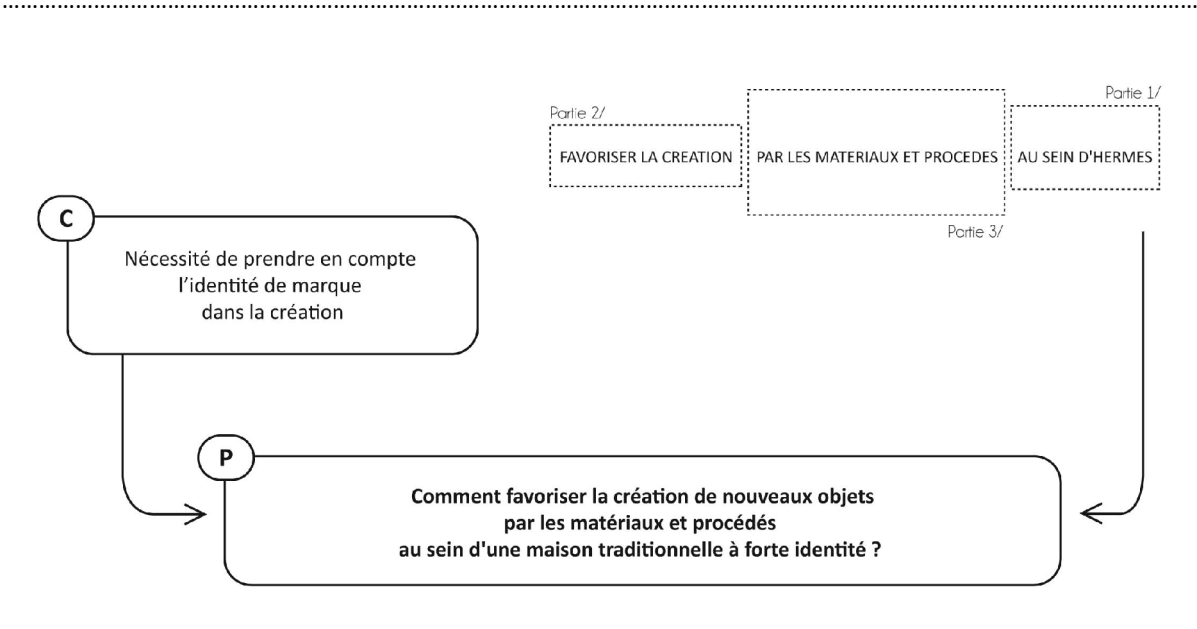 Partie 1/
Partie 2/
FAVORISER LA CREATION
PAR LES MATERIAUX ET PROCEDES
AU SEIN D'HERMES
Partie 3/
C
Nécessité de prendre en compte
l'identité de marque
dans la création
P
Comment favoriser la création de nouveaux objets
par les matériaux et procédés
au sein d'une maison traditionnelle à forte identité ?